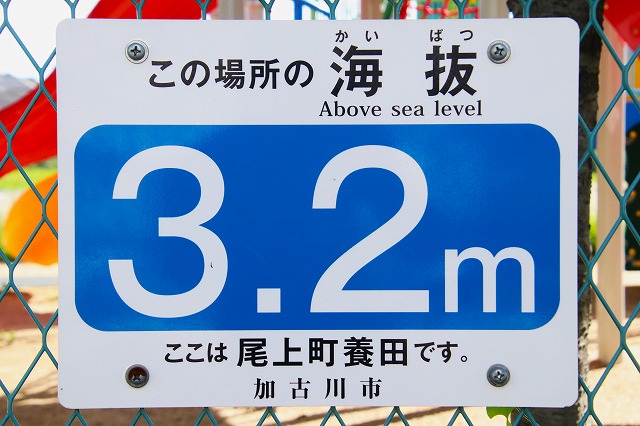 かい ばつ
この場所の 海 抜
Above sea level
3.2m
ここは 尾上町養田です。
加古川市